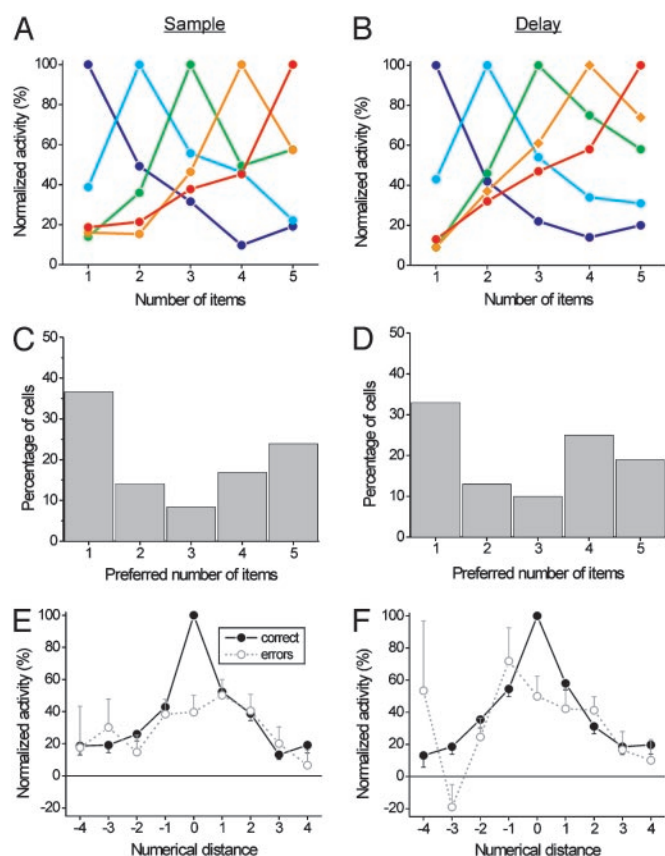 A Sample B Delay
100
80
60
40
20
0
Normalized activity (%)
1 2 3 4 5
Number of items
100
80
60
40
20
0
Normalized activity (%)
1 2 3 4 5
Number of items
C
50
40
30
20
10
0
Percentage of cells
1 2 3 4 5
Preferred number of items
D
50
40
30
20
10
0
Percentage of cells
1 2 3 4 5
Preferred number of items
E
100
80
60
40
20
0
-20
Normalized activity (%)
correct
errors
-4 -3 -2 -1 0 1 2 3 4
Numerical distance
F
100
80
60
40
20
0
-20
Normalized activity (%)
-4 -3 -2 -1 0 1 2 3 4
Numerical distance